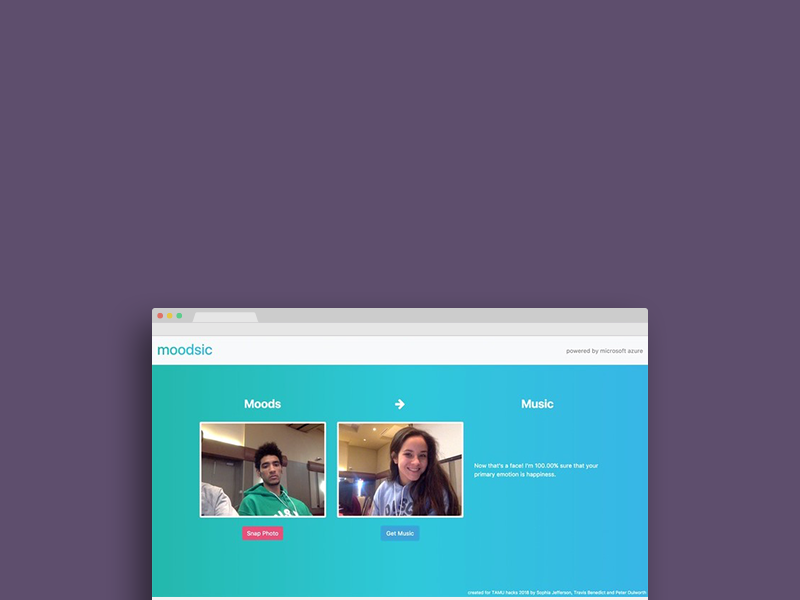 moodsic
powered by microsoft azure
Moods
Music
Now that's a face! I'm 100.00% sure that your
primary emotion is happiness.
Snap Photo
Get Music
created for TAMU hacks 2018 by Sophia Jefferson, Travis Benedict and Peter Oulworth